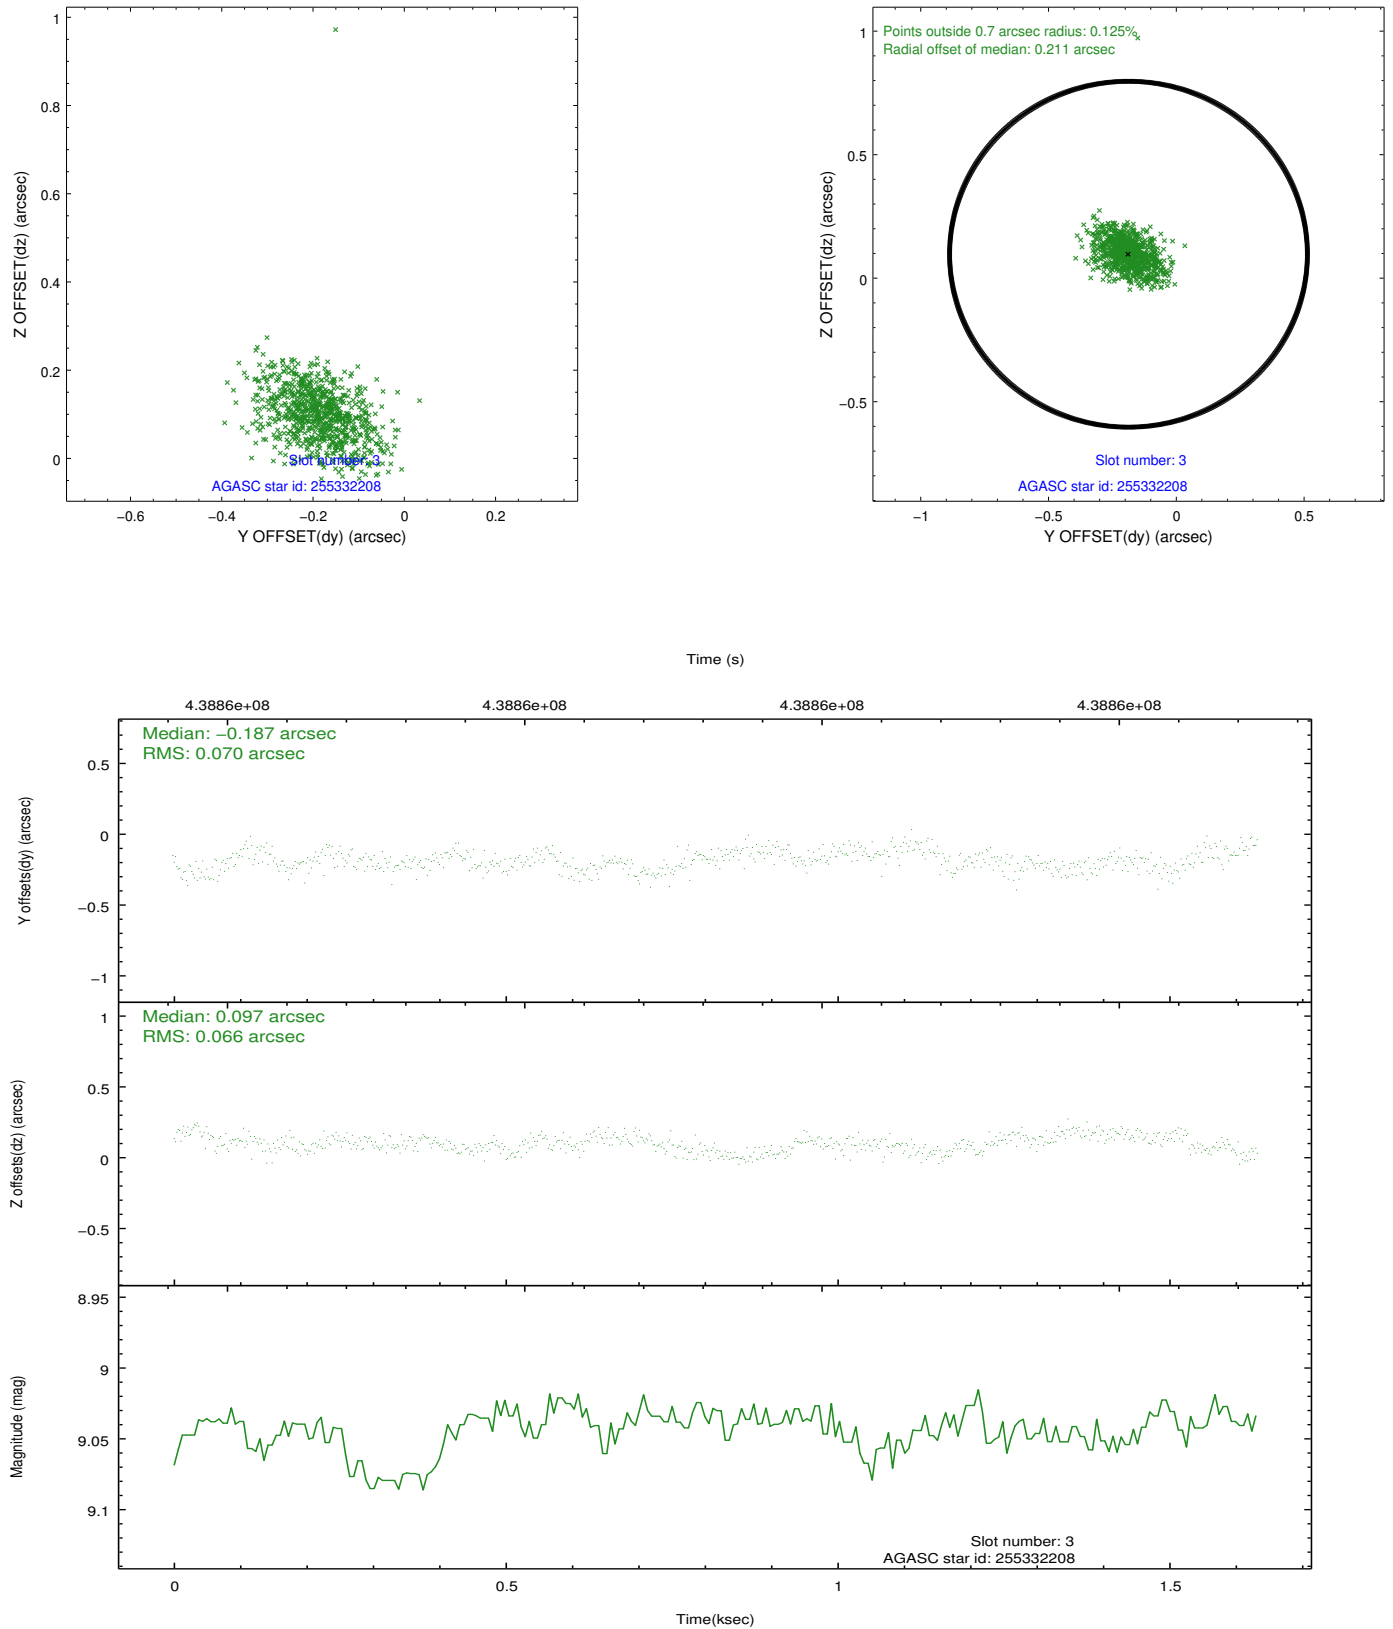 1
0.8
0.6
0.4
0.2
0
Z OFFSET(dz) (arcsec)
Slot number: 3
AGASC star id: 255332208
−0.6
−0.4
−0.2
0
0.2
Y OFFSET(dy) (arcsec)
Points outside 0.7 arcsec radius: 0.125%
Radial offset of median: 0.211 arcsec
1
0.5
0
−0.5
Z OFFSET(dz) (arcsec)
Slot number: 3
AGASC star id: 255332208
−1
−0.5
0
0.5
Y OFFSET(dy) (arcsec)
Time (s)
4.3886e+08
4.3886e+08
4.3886e+08
4.3886e+08
Median: −0.187 arcsec
RMS: 0.070 arcsec
0.5
0
−0.5
−1
Y offsets(dy) (arcsec)
Median: 0.097 arcsec
RMS: 0.066 arcsec
1
0.5
0
−0.5
Z offsets(dz) (arcsec)
8.95
9
9.05
9.1
Magnitude (mag)
Slot number: 3
AGASC star id: 255332208
0
0.5
1
1.5
Time(ksec)